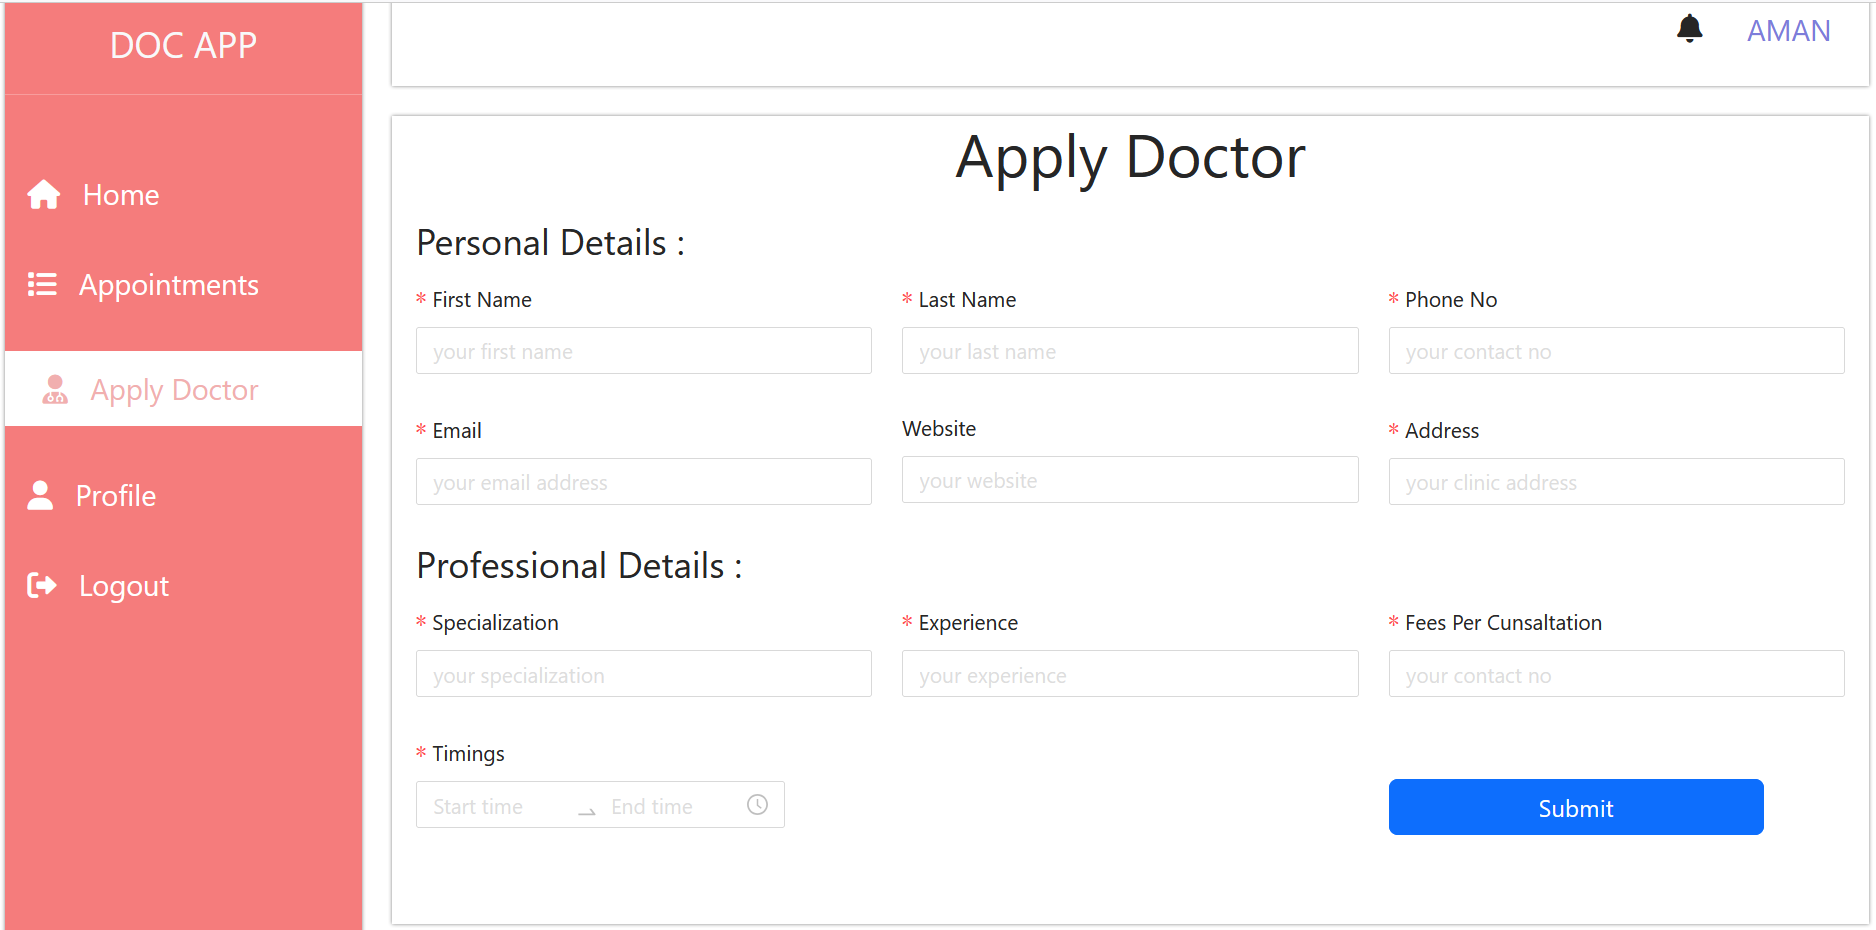 DOC APP
AMAN
Home
Appointments
Apply Doctor
Profile
Logout
Apply Doctor
Personal Details :
* First Name
* Last Name
* Phone No
your first name
your last name
your contact no
* Email
Website
* Address
your email address
your website
your clinic address
Professional Details :
* Specialization
* Experience
* Fees Per Cunsaltation
your specialization
your experience
your contact no
* Timings
Start time
End time
Submit